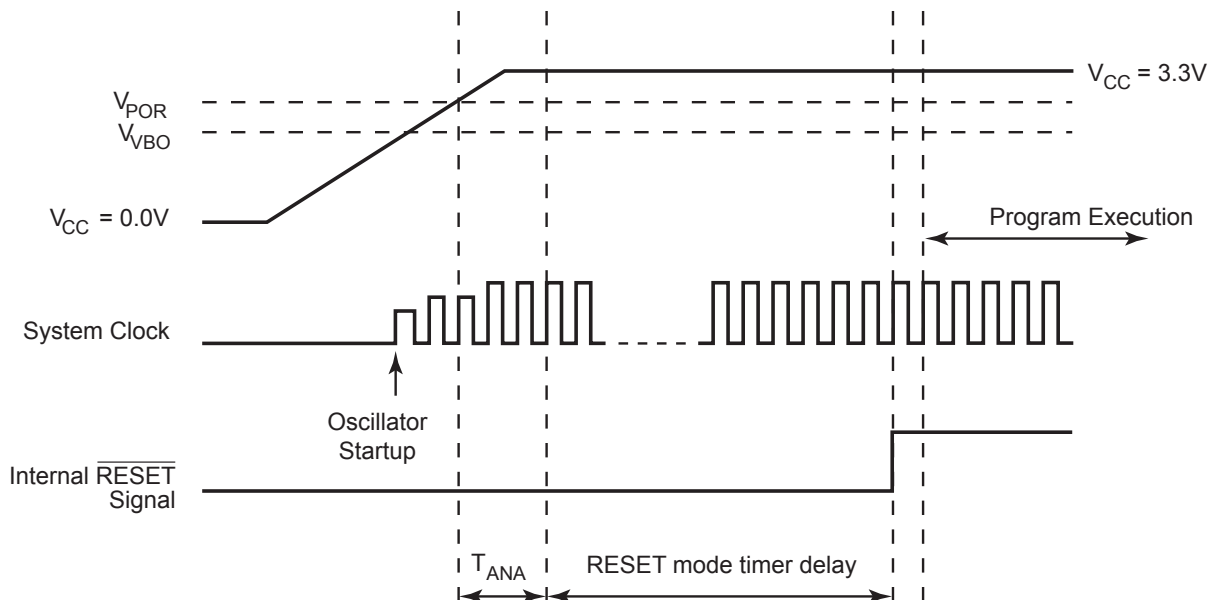 V_CC = 3.3V
V_POR
V_VBO
V_CC = 0.0V
Program Execution
System Clock
Oscillator
Startup
Internal R̅E̅S̅E̅T̅
Signal
T_ANA
RESET mode timer delay